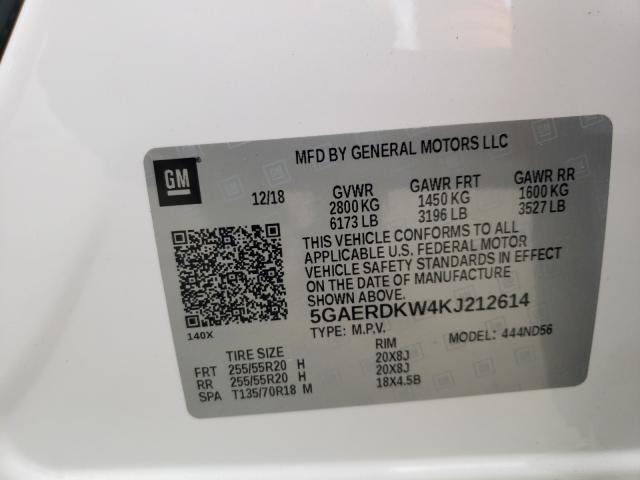 MFD BY GENERAL MOTORS LLC
GM
12/18
GVWR GAWR FRT GAWR RR
2800 KG 1450 KG 1600 KG
6173 LB 3196 LB 3527 LB
THIS VEHICLE CONFORMS TO ALL
APPLICABLE U.S. FEDERAL MOTOR
VEHICLE SAFETY STANDARDS IN EFFECT
ON THE DATE OF MANUFACTURE
SHOWN ABOVE.
5GAERDKW4KJ212614
140X
TYPE: M.P.V. MODEL: 444ND56
TIRE SIZE RIM
FRT 255/55R20 H 20X8J
RR 255/55R20 H 20X8J
SPA T135/70R18 M 18X4.5B